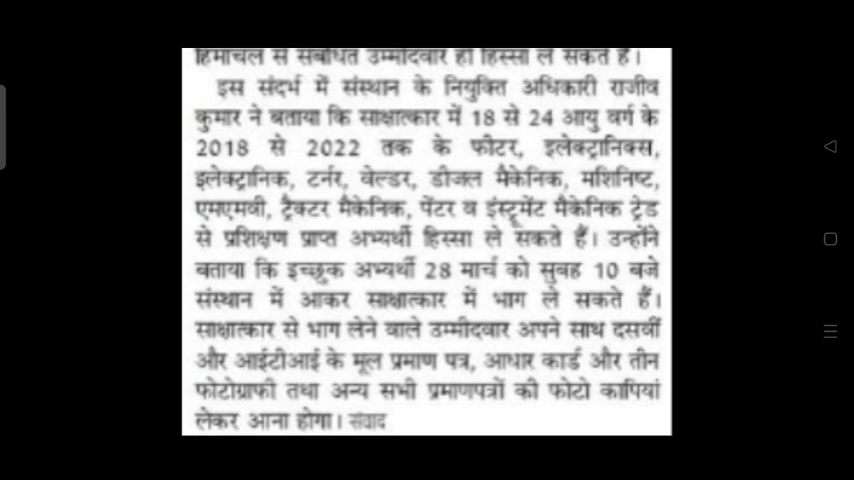 हिमाचल से संबंधित उम्मीदवार ही हिस्सा ले सकते हैं।
इस संदर्भ में संस्थान के नियुक्ति अधिकारी राजीव
कुमार ने बताया कि साक्षात्कार में 18 से 24 आयु वर्ग के
2018 से 2022 तक के फीटर, इलेक्ट्रानिक्स,
इलेक्ट्रानिक, टर्नर, वेल्डर, डीजल मैकेनिक, मशिनिष्ट,
एमएमवी, ट्रैक्टर मैकेनिक, पेंटर व इंस्ट्रूमेंट मैकेनिक ट्रेड
से प्रशिक्षण प्राप्त अभ्यर्थी हिस्सा ले सकते हैं। उन्होंने
बताया कि इच्छुक अभ्यर्थी 28 मार्च को सुबह 10 बजे
संस्थान में आकर साक्षात्कार में भाग ले सकते हैं।
साक्षात्कार से भाग लेने वाले उम्मीदवार अपने साथ दसवीं
और आईटीआई के मूल प्रमाण पत्र, आधार कार्ड और तीन
फोटोग्राफी तथा अन्य सभी प्रमाणपत्रों की फोटो कापियां
लेकर आना होगा। संवाद